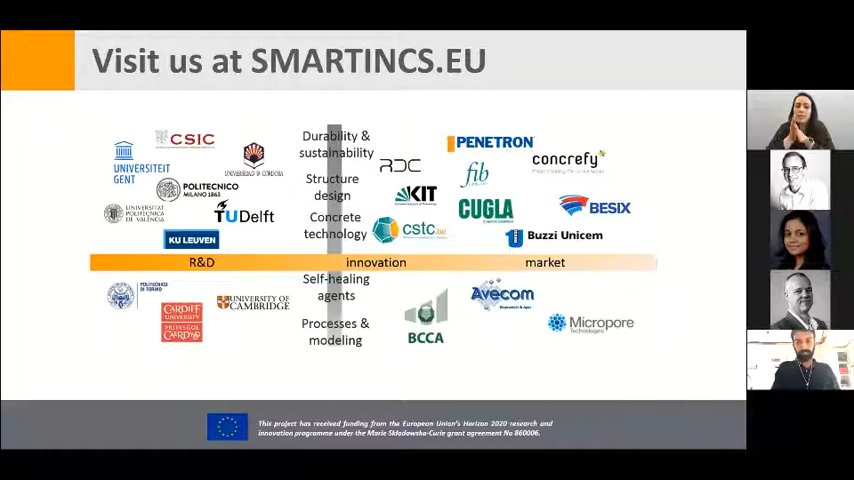 Visit us at SMARTINCS.EU
CSIC
UNIVERSITEIT
GENT
UNIVERSIDAD D CORDOBA
POLITECNICO
MILANO 1863
UNIVERSITAT
POLITÈCNICA
DE VALÈNCIA
TUDelft
KU LEUVEN
Durability &
sustainability
Structure
design
Concrete
technology
RDC
KIT
cstc.be
PENETRON
fib
CUGLA
concrefy
BESIX
Buzzi Unicem
R&D
innovation
market
Self-healing
agents
Processes &
modeling
POLITECNICO
DI TORINO
CARDIFF
UNIVERSITY
PRIFYSGOL
CAERDYDD
UNIVERSITY OF
CAMBRIDGE
BCCA
Avecom
Micropore
Technologies
This project has received funding from the European Union's Horizon 2020 research and
innovation programme under the Marie Skłodowska-Curie grant agreement No 860006.